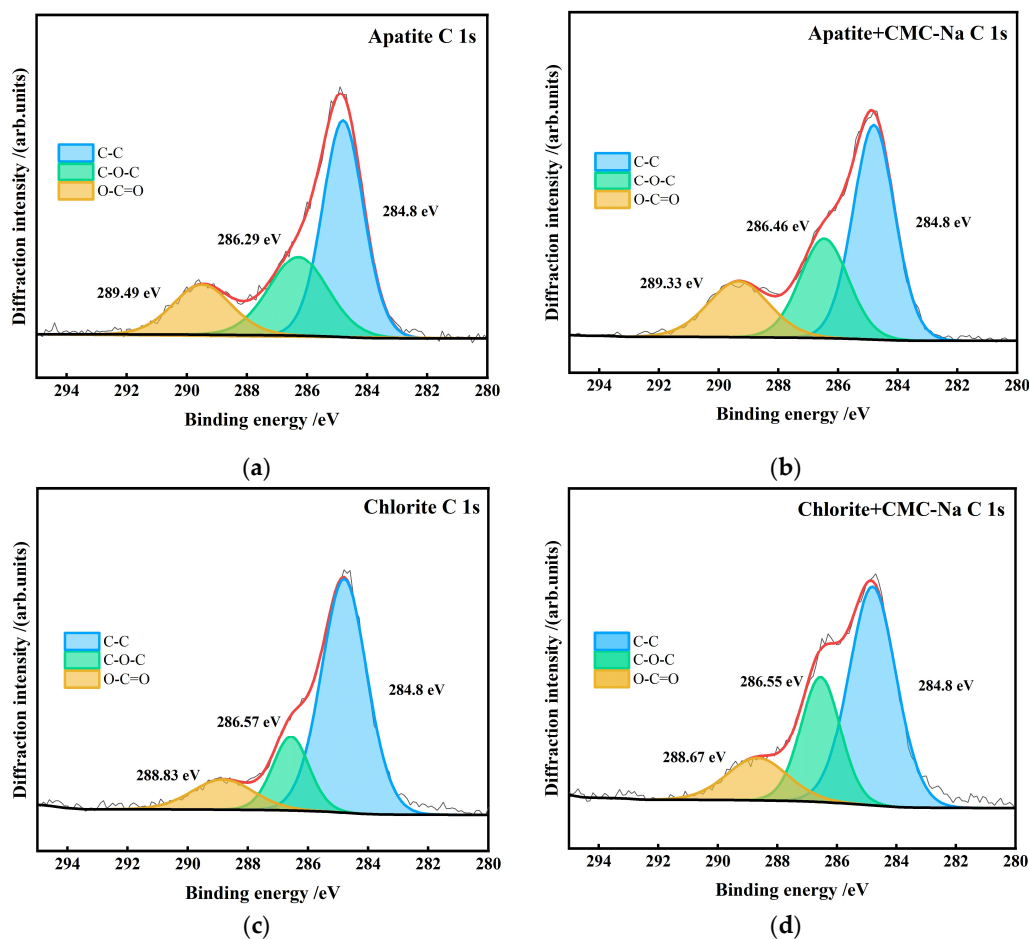 Apatite C 1s
Diffraction intensity /(arb.units)
C-C
C-O-C
O-C=O
284.8 eV
286.29 eV
289.49 eV
294 292 290 288 286 284 282 280
Binding energy /eV
(a)
Apatite+CMC-Na C 1s
Diffraction intensity /(arb.units)
C-C
C-O-C
O-C=O
284.8 eV
286.46 eV
289.33 eV
294 292 290 288 286 284 282 280
Binding energy /eV
(b)
Chlorite C 1s
Diffraction intensity /(arb.units)
C-C
C-O-C
O-C=O
284.8 eV
286.57 eV
288.83 eV
294 292 290 288 286 284 282 280
Binding energy /eV
(c)
Chlorite+CMC-Na C 1s
Diffraction intensity /(arb.units)
C-C
C-O-C
O-C=O
284.8 eV
286.55 eV
288.67 eV
294 292 290 288 286 284 282 280
Binding energy /eV
(d)